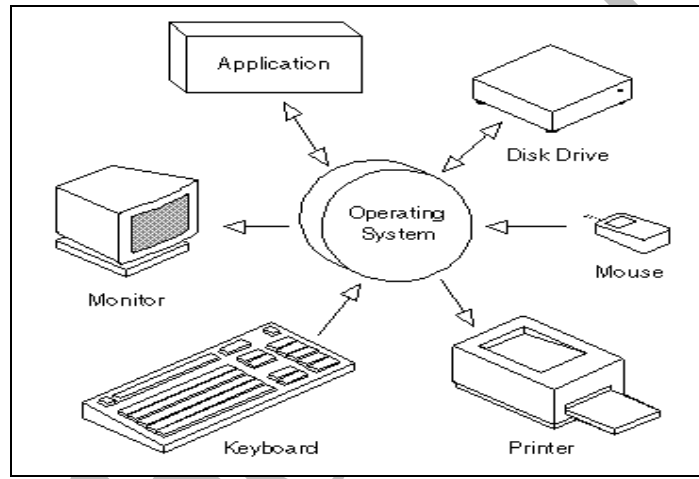 Application
Disk Drive
Operating
System
Mouse
Monitor
Keyboard
Printer